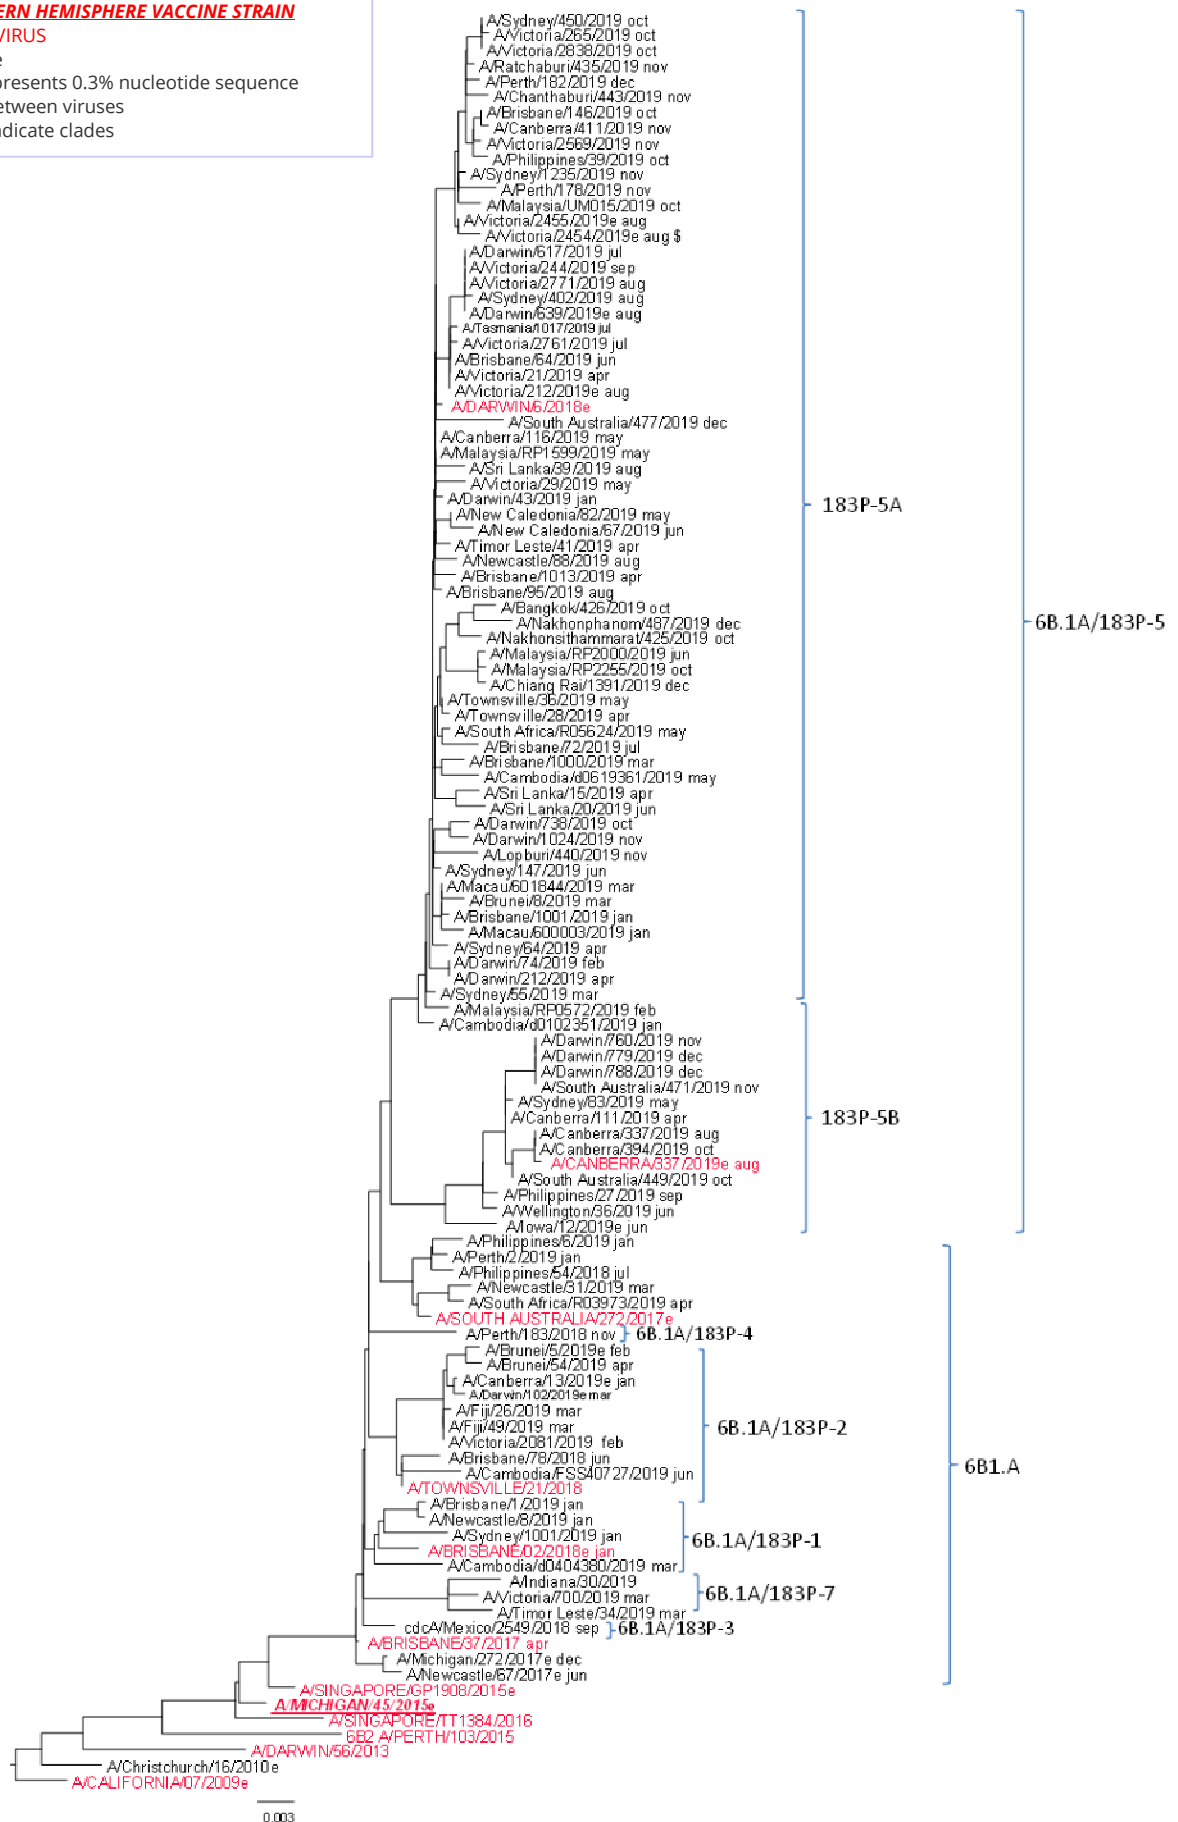 ERN HEMISPHERE VACCINE STRAIN
VIRUS
e
presents 0.3% nucleotide sequence
etween viruses
ndicate clades
A/Sydney/450/2019 oct
A/Victoria/265/2019 oct
A/Victoria/2838/2019 oct
A/Ratchaburi/435/2019 nov
A/Perth/182/2019 dec
A/Chanthaburi/443/2019 nov
A/Brisbane/146/2019 oct
A/Canberra/411/2019 nov
A/Victoria/2569/2019 nov
A/Philippines/39/2019 oct
A/Sydney/1235/2019 nov
A/Perth/178/2019 nov
A/Malaysia/UM015/2019 oct
A/Victoria/2455/2019e aug
A/Victoria/2454/2019e aug $
A/Darwin/617/2019 jul
A/Victoria/244/2019 sep
A/Victoria/2771/2019 aug
A/Sydney/402/2019 aug
A/Darwin/639/2019e aug
A/Tasmania/1017/2019 jul
A/Victoria/2761/2019 jul
A/Brisbane/64/2019 jun
A/Victoria/21/2019 apr
A/Victoria/212/2019e aug
A/DARWIN/6/2018e
A/South Australia/477/2019 dec
A/Canberra/116/2019 may
A/Malaysia/RP1599/2019 may
A/Sri Lanka/39/2019 aug
A/Victoria/29/2019 may
A/Darwin/43/2019 jan
183P-5A
A/New Caledonia/82/2019 may
A/New Caledonia/67/2019 jun
A/Timor Leste/41/2019 apr
A/Newcastle/88/2019 aug
A/Brisbane/1013/2019 apr
A/Brisbane/95/2019 aug
A/Bangkok/426/2019 oct
A/Nakhonphanom/487/2019 dec
6B.1A/183P-5
A/Nakhonsithammarat/425/2019 oct
A/Malaysia/RP2000/2019 jun
A/Malaysia/RP2255/2019 oct
A/Chiang Rai/1391/2019 dec
A/Townsville/36/2019 may
A/Townsville/28/2019 apr
A/South Africa/R05624/2019 may
A/Brisbane/72/2019 jul
A/Brisbane/1000/2019 mar
A/Cambodia/d0619361/2019 may
A/Sri Lanka/15/2019 apr
A/Sri Lanka/20/2019 jun
A/Darwin/738/2019 oct
A/Darwin/1024/2019 nov
A/Lopburi/440/2019 nov
A/Sydney/147/2019 jun
A/Macau/601844/2019 mar
A/Brunei/8/2019 mar
A/Brisbane/1001/2019 jan
A/Macau/600003/2019 jan
A/Sydney/64/2019 apr
A/Darwin/74/2019 feb
A/Darwin/212/2019 apr
A/Sydney/55/2019 mar
A/Malaysia/RP0572/2019 feb
A/Cambodia/d0102351/2019 jan
A/Darwin/760/2019 nov
A/Darwin/779/2019 dec
A/Darwin/788/2019 dec
A/South Australia/471/2019 nov
A/Sydney/83/2019 may
A/Canberra/111/2019 apr
183P-5B
A/Canberra/337/2019 aug
A/Canberra/394/2019 oct
A/CANBERRA/337/2019e aug
A/South Australia/449/2019 oct
A/Philippines/27/2019 sep
A/Wellington/36/2019 jun
A/Iowa/12/2019e jun
A/Philippines/6/2019 jan
A/Perth/2/2019 jan
A/Philippines/54/2018 jul
A/Newcastle/31/2019 mar
A/South Africa/R03973/2019 apr
A/SOUTH AUSTRALIA/272/2017e
A/Perth/183/2018 nov 6B.1A/183P-4
A/Brunei/5/2019e feb
A/Brunei/54/2019 apr
A/Canberra/13/2019e jan
A/Darwin/102/2019e mar
A/Fiji/26/2019 mar
A/Fiji/49/2019 mar
6B.1A/183P-2
A/Victoria/2081/2019 feb
A/Brisbane/78/2018 jun
6B1.A
A/Cambodia/FSS40727/2019 jun
A/TOWNSVILLE/21/2018
A/Brisbane/1/2019 jan
A/Newcastle/8/2019 jan
A/Sydney/1001/2019 jan
6B.1A/183P-1
A/BRISBANE/02/2018e jan
A/Cambodia/d0404380/2019 mar
A/Indiana/30/2019
A/Victoria/700/2019 mar
6B.1A/183P-7
A/Timor Leste/34/2019 mar
cdcA/Mexico/2549/2018 sep 6B.1A/183P-3
A/BRISBANE/37/2017 apr
A/Michigan/272/2017e dec
A/Newcastle/67/2017e jun
A/SINGAPORE/GP1908/2015e
A/MICHIGAN/45/2015e
A/SINGAPORE/TT1384/2016
6B2 A/PERTH/103/2015
A/DARWIN/56/2013
A/Christchurch/16/2010e
A/CALIFORNIA/07/2009e
0.003